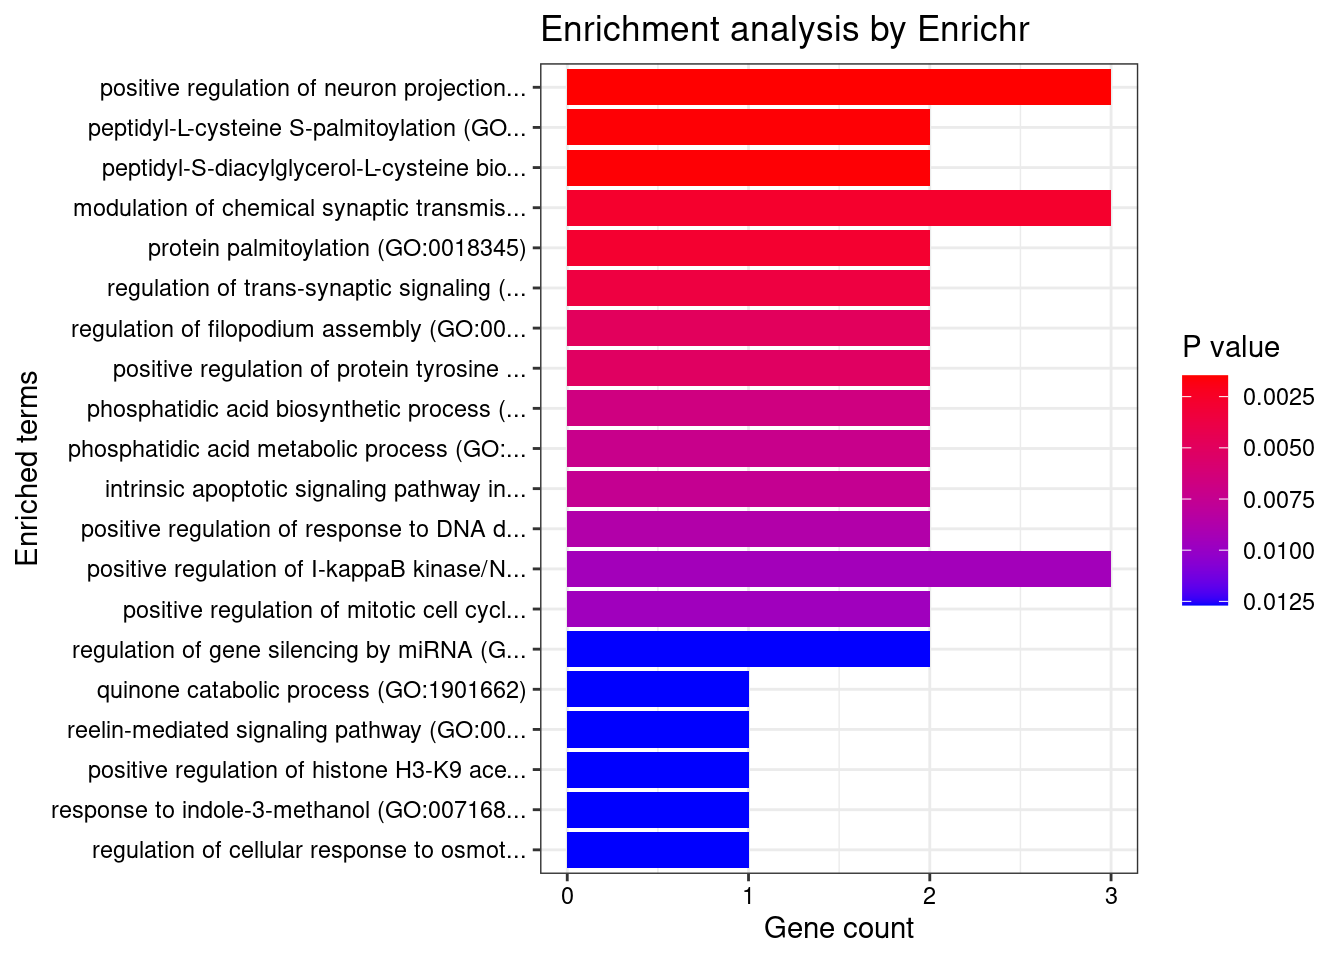 Enrichment analysis by Enrichr
positive regulation of neuron projection...
peptidyl-L-cysteine S-palmitoylation (GO...
peptidyl-S-diacylglycerol-L-cysteine bio...
modulation of chemical synaptic transmis...
protein palmitoylation (GO:0018345)
regulation of trans-synaptic signaling (...
regulation of filopodium assembly (GO:00...
positive regulation of protein tyrosine ...
phosphatidic acid biosynthetic process (...
phosphatidic acid metabolic process (GO:...
intrinsic apoptotic signaling pathway in...
positive regulation of response to DNA d...
positive regulation of I-kappaB kinase/N...
positive regulation of mitotic cell cycl...
regulation of gene silencing by miRNA (G...
quinone catabolic process (GO:1901662)
reelin-mediated signaling pathway (GO:00...
positive regulation of histone H3-K9 ace...
response to indole-3-methanol (GO:007168...
regulation of cellular response to osmot...
Enriched terms
0 1 2 3
Gene count
P value
0.0025
0.0050
0.0075
0.0100
0.0125